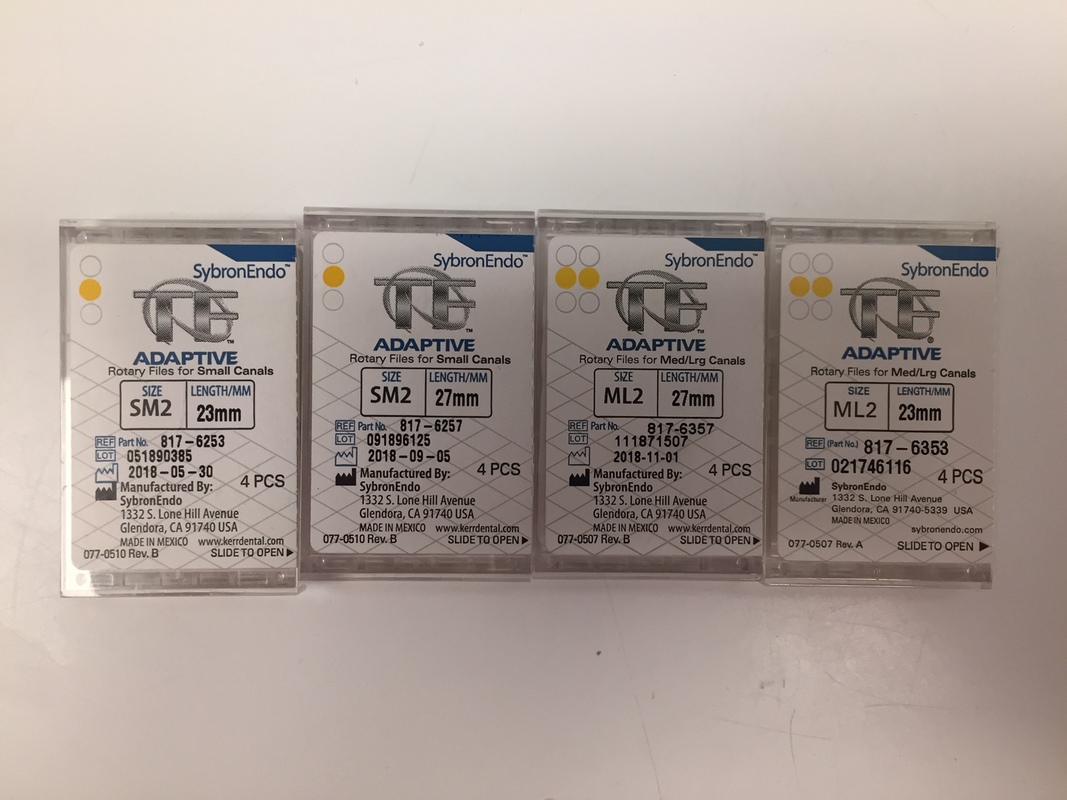 SybronEndo™
TF™
ADAPTIVE
Rotary Files for Small Canals
SIZE
SM2
LENGTH/MM
23mm
REF Part No. 817-6253
LOT 051890385
2018-05-30
4 PCS
Manufactured By:
SybronEndo
1332 S. Lone Hill Avenue
Glendora, CA 91740 USA
MADE IN MEXICO www.kerrdental.com
077-0510 Rev. B SLIDE TO OPEN
SybronEndo™
TF™
ADAPTIVE
Rotary Files for Small Canals
SIZE
SM2
LENGTH/MM
27mm
REF Part No. 817-6257
LOT 091896125
2018-09-05
4 PCS
Manufactured By:
SybronEndo
1332 S. Lone Hill Avenue
Glendora, CA 91740 USA
MADE IN MEXICO www.kerrdental.com
077-0510 Rev. B SLIDE TO OPEN
SybronEndo™
TF™
ADAPTIVE
Rotary Files for Med/Lrg Canals
SIZE
ML2
LENGTH/MM
27mm
REF Part No. 817-6357
LOT 111871507
2018-11-01
4 PCS
Manufactured By:
SybronEndo
1332 S. Lone Hill Avenue
Glendora, CA 91740 USA
MADE IN MEXICO www.kerrdental.com
077-0507 Rev. B SLIDE TO OPEN
SybronEndo™
TF®
ADAPTIVE
Rotary Files for Med/Lrg Canals
SIZE
ML2
LENGTH/MM
23mm
REF (Part No.) 817-6353
LOT 021746116
4 PCS
Manufacturer
SybronEndo
1332 S. Lone Hill Avenue
Glendora, CA 91740-5339 USA
MADE IN MEXICO
sybronendo.com
077-0507 Rev. A SLIDE TO OPEN